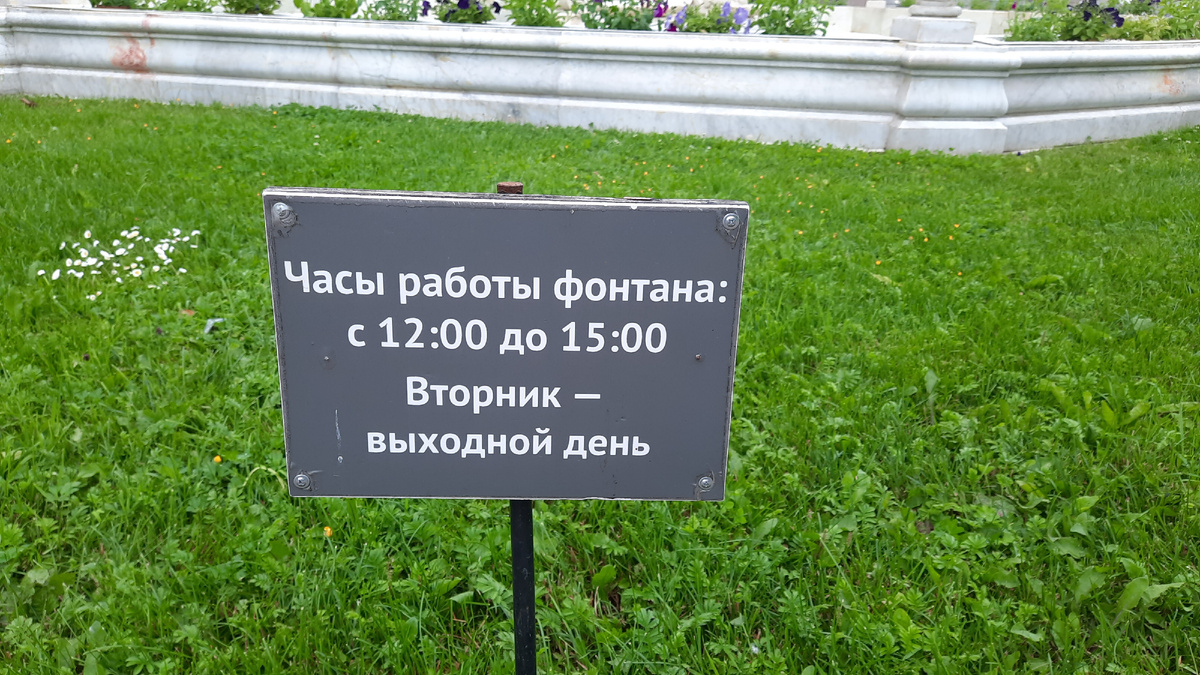 Часы работы фонтана:
с 12:00 до 15:00
Вторник —
выходной день